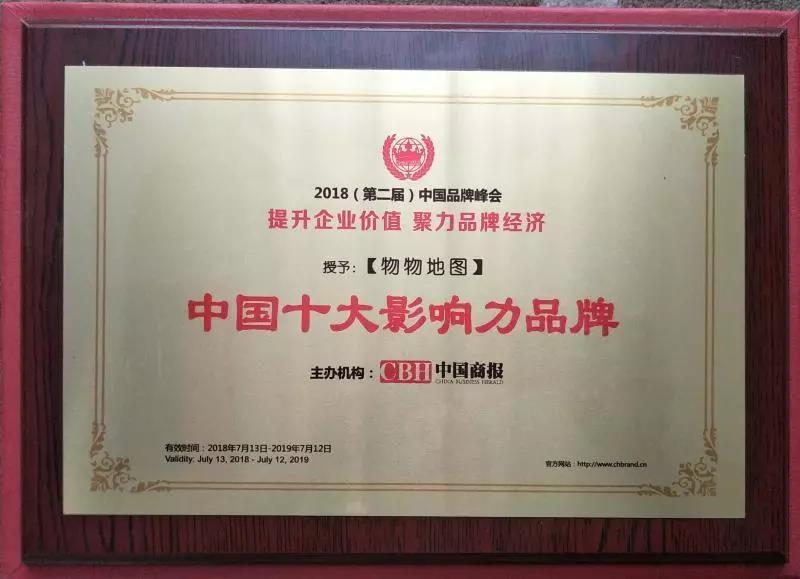 2018（第二届）中国品牌峰会
提升企业价值 聚力品牌经济
授予：【物物地图】
中国十大影响力品牌
主办机构：CBH 中国商报
CHINA BUSINESS HERALD
有效时间：2018年7月13日-2019年7月12日
Validity: July 13, 2018 - July 12, 2019
官方网站：http://www.chbrand.cn